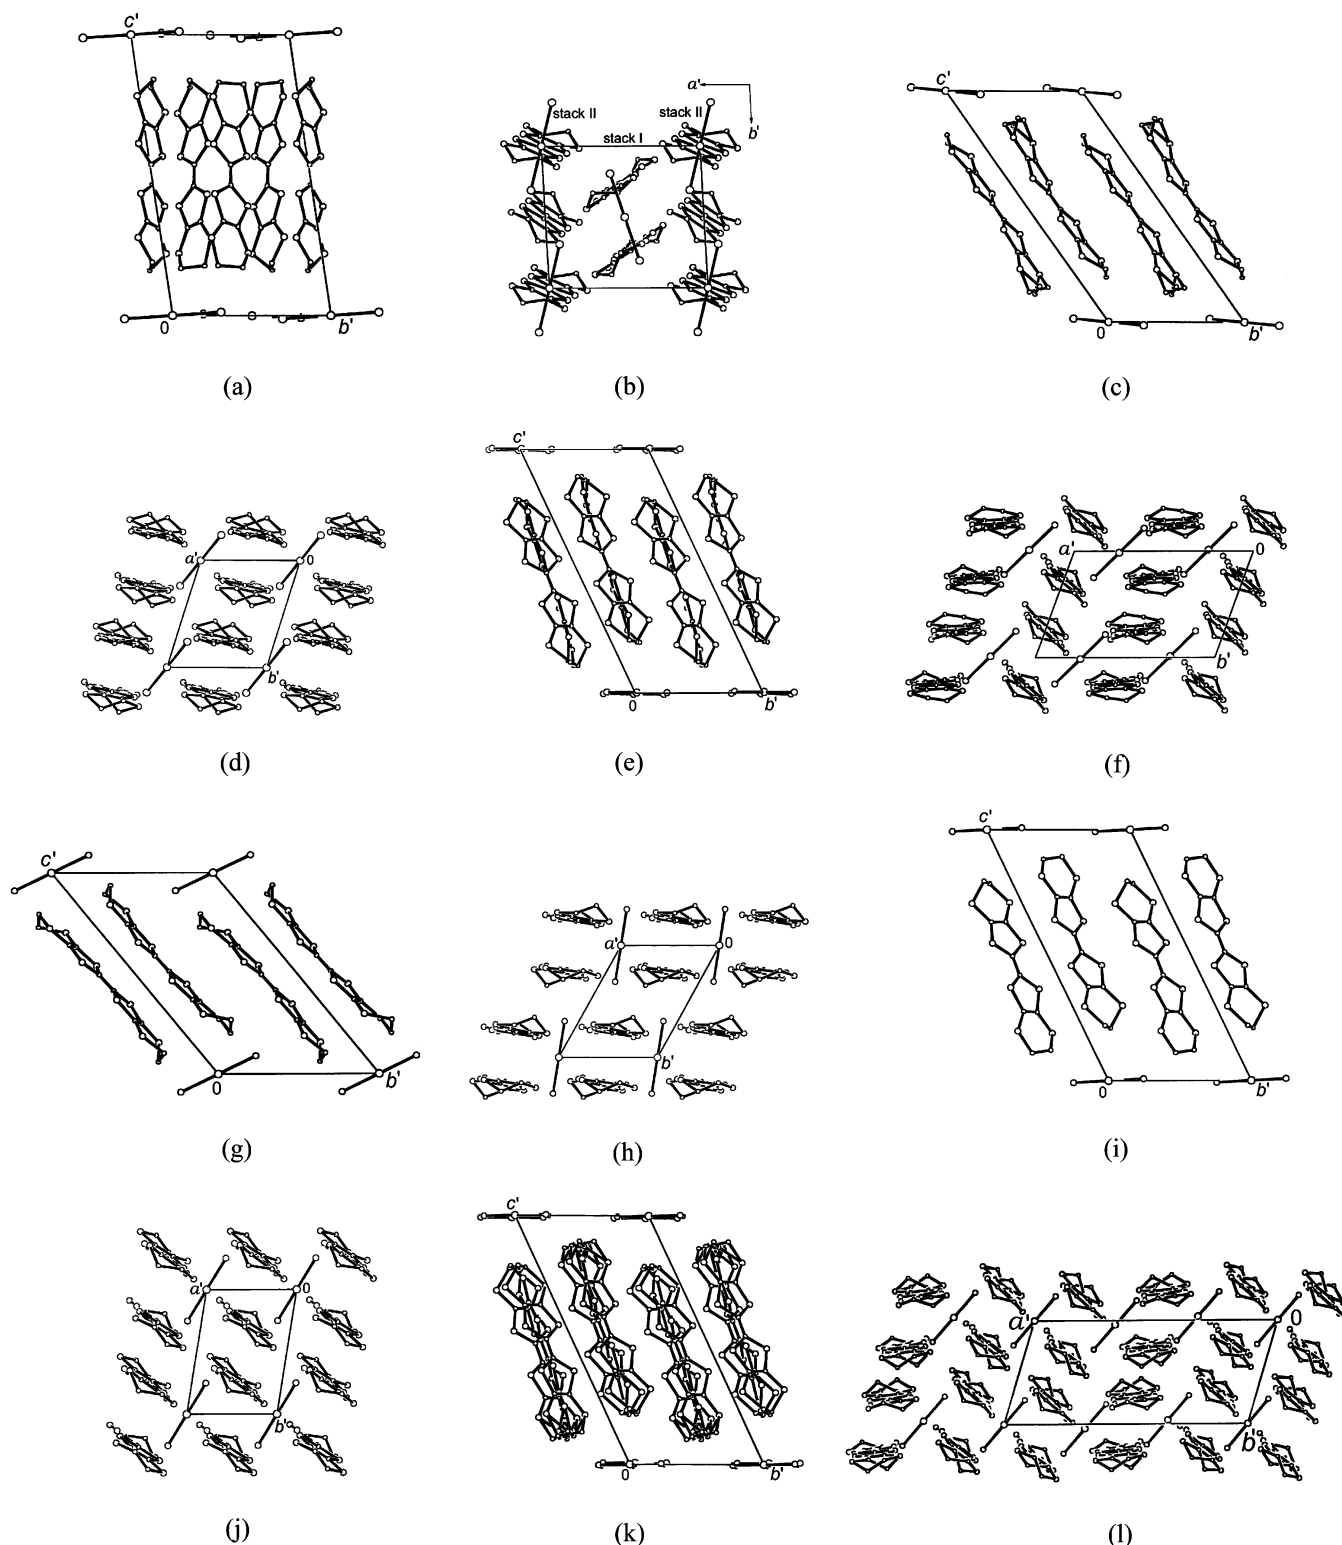 c'
0
b'
(a)
a'
b'
stack II
stack I
stack II
(b)
c'
0
b'
(c)
a'
0
b'
(d)
c'
0
b'
(e)
a'
0
b'
(f)
c'
0
b'
(g)
a'
0
b'
(h)
c'
0
b'
(i)
a'
0
b'
(j)
c'
0
b'
(k)
a'
0
b'
(l)